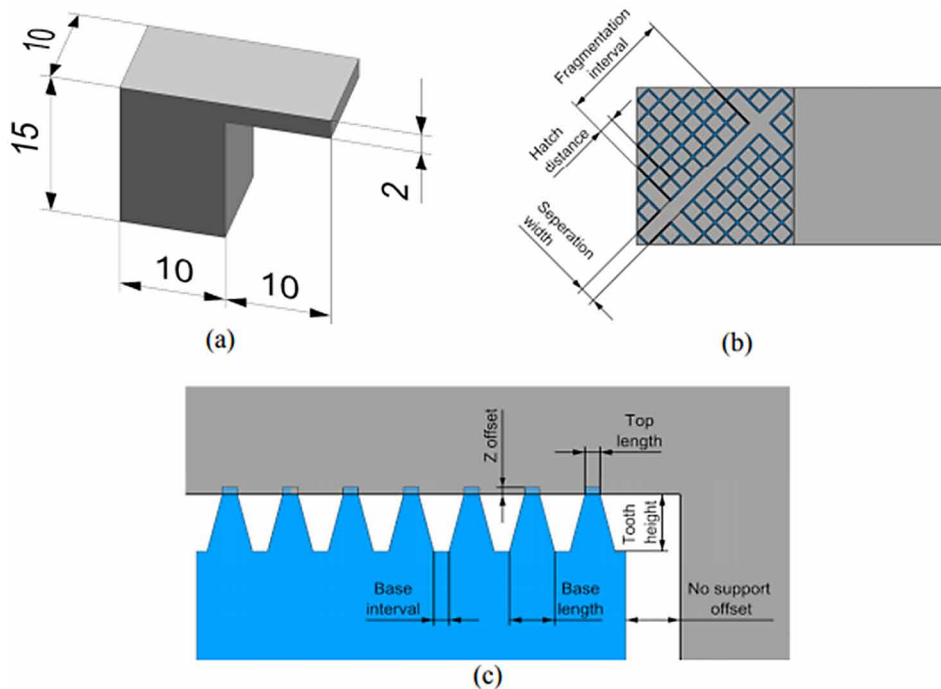 10
15
2
10
10
(a)
Fragmentation
interval
Hatch
distance
Seperation
width
(b)
Z offset
Top
length
Tooth
height
Base
interval
Base
length
No support
offset
(c)